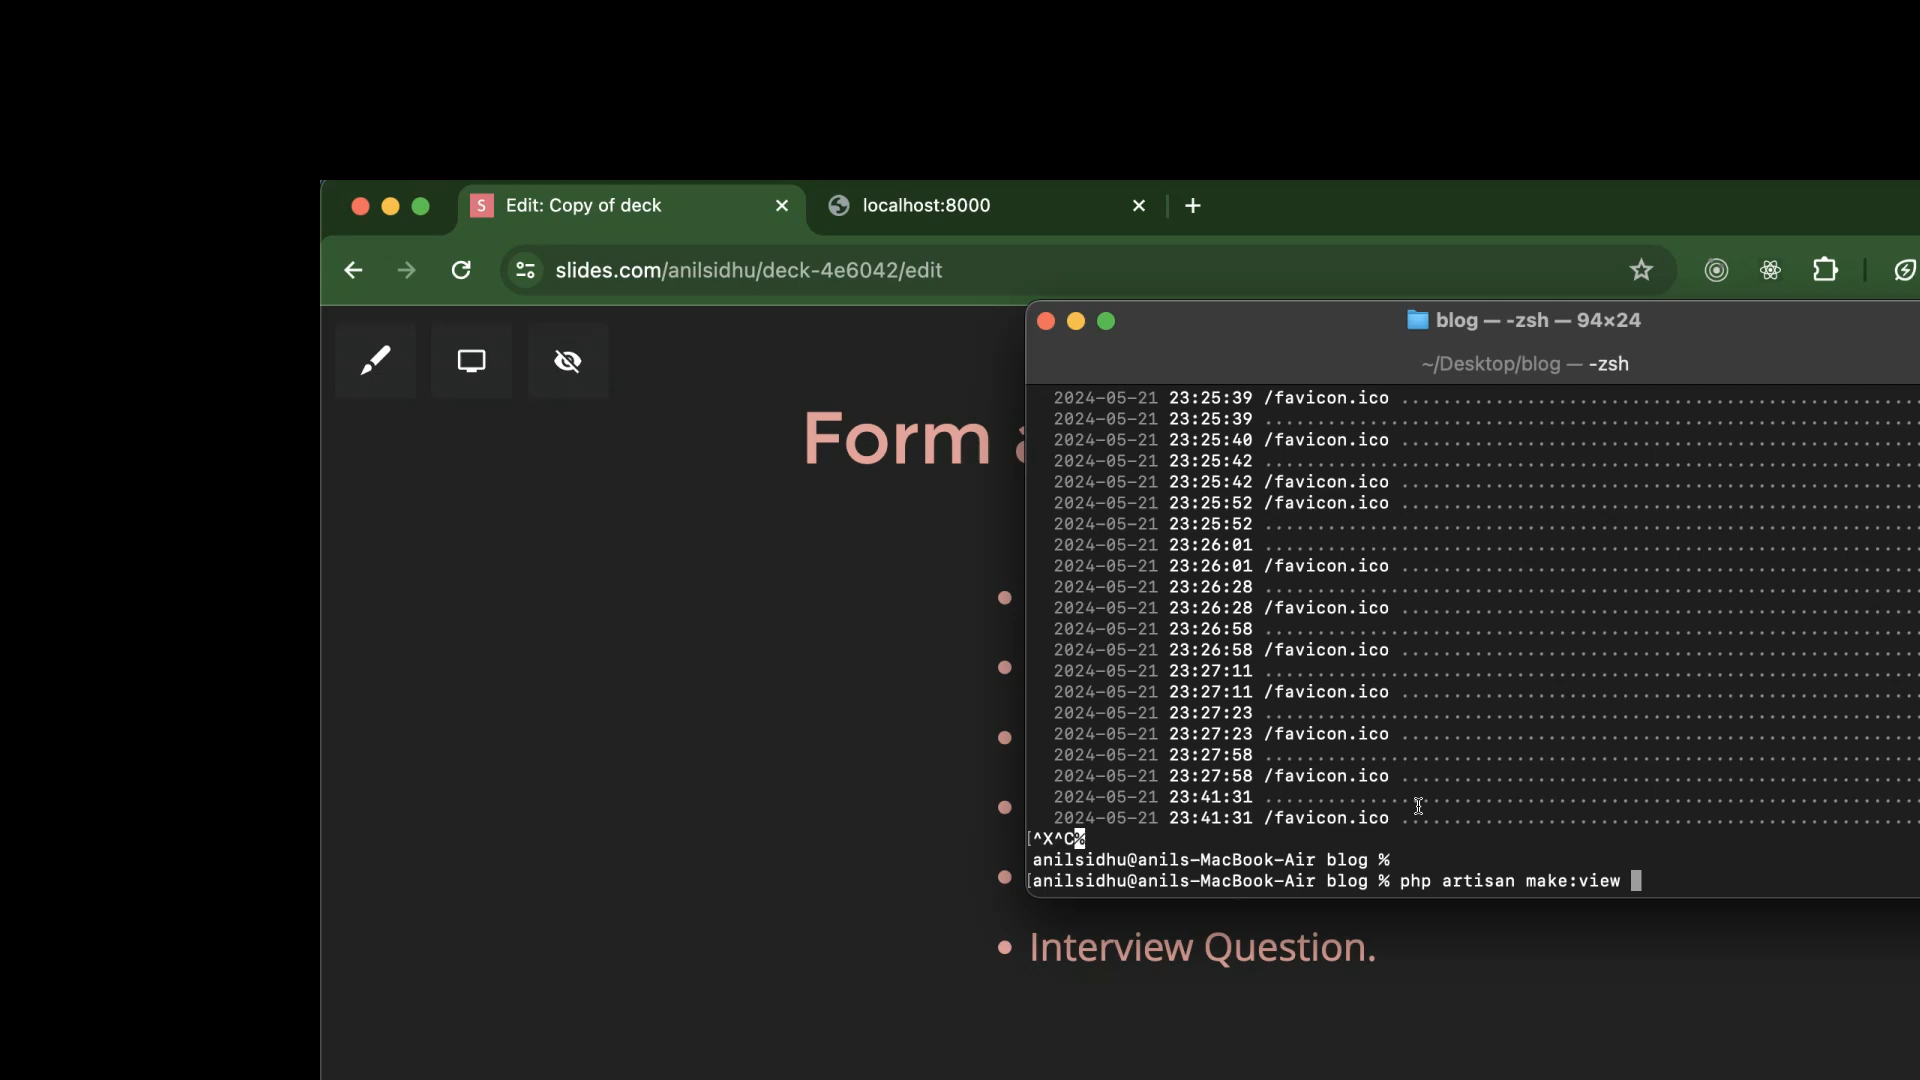 S Edit: Copy of deck
localhost:8000
slides.com/anilsidhu/deck-4e6042/edit
Form
blog — -zsh — 94×24
~/Desktop/blog — -zsh
2024-05-21 23:25:39 /favicon.ico ..................................................
2024-05-21 23:25:39 ...............................................................
2024-05-21 23:25:40 /favicon.ico ..................................................
2024-05-21 23:25:42 ...............................................................
2024-05-21 23:25:42 /favicon.ico ..................................................
2024-05-21 23:25:52 /favicon.ico ..................................................
2024-05-21 23:25:52 ...............................................................
2024-05-21 23:26:01 ...............................................................
2024-05-21 23:26:01 /favicon.ico ..................................................
2024-05-21 23:26:28 ...............................................................
2024-05-21 23:26:28 /favicon.ico ..................................................
2024-05-21 23:26:58 ...............................................................
2024-05-21 23:26:58 /favicon.ico ..................................................
2024-05-21 23:27:11 ...............................................................
2024-05-21 23:27:11 /favicon.ico ..................................................
2024-05-21 23:27:23 ...............................................................
2024-05-21 23:27:23 /favicon.ico ..................................................
2024-05-21 23:27:58 ...............................................................
2024-05-21 23:27:58 /favicon.ico ..................................................
2024-05-21 23:41:31 ...............................................................
2024-05-21 23:41:31 /favicon.ico ..................................................
[^X^C%
anilsidhu@anils-MacBook-Air blog %
[anilsidhu@anils-MacBook-Air blog % php artisan make:view
• Interview Question.